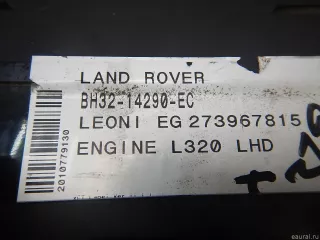 LAND ROVER
BH32-14290-EC
LEONI EG 273967815
ENGINE L320 LHD
2010779130
eaural.ru